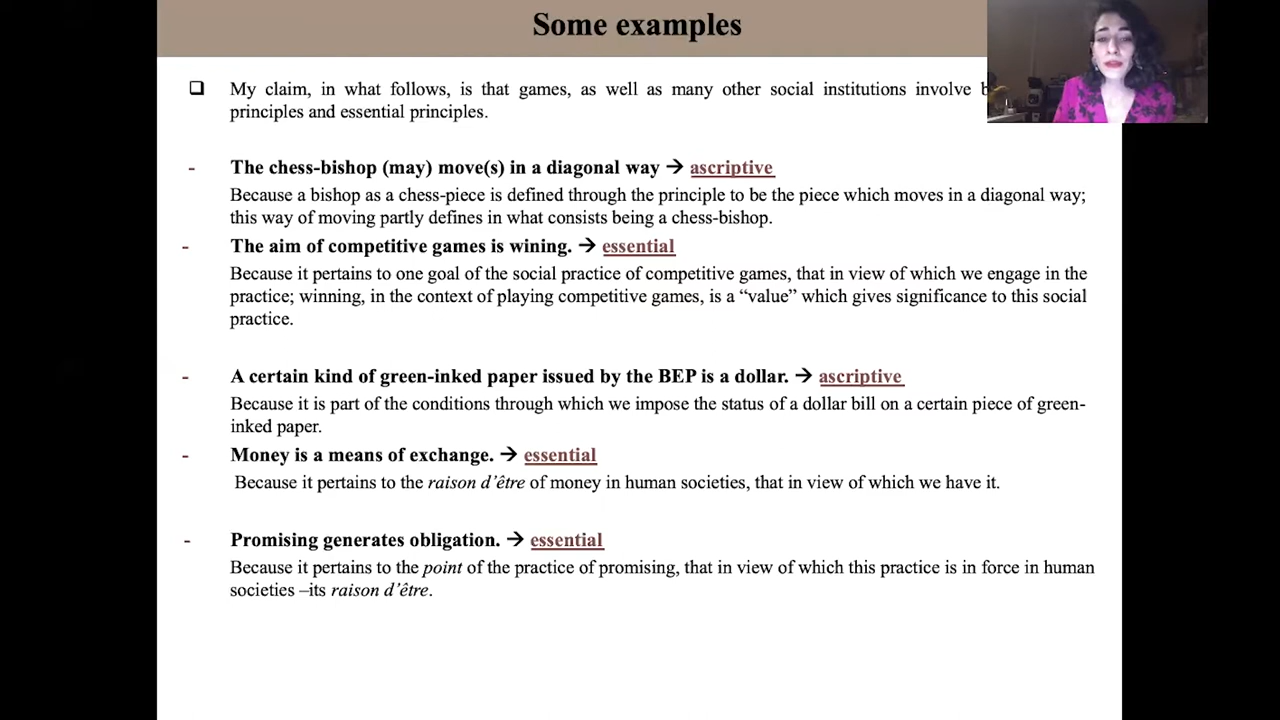 Some examples
My claim, in what follows, is that games, as well as many other social institutions involve
principles and essential principles.
- The chess-bishop (may) move(s) in a diagonal way → ascriptive
Because a bishop as a chess-piece is defined through the principle to be the piece which moves in a diagonal way;
this way of moving partly defines in what consists being a chess-bishop.
- The aim of competitive games is wining. → essential
Because it pertains to one goal of the social practice of competitive games, that in view of which we engage in the
practice; winning, in the context of playing competitive games, is a “value” which gives significance to this social
practice.
- A certain kind of green-inked paper issued by the BEP is a dollar. → ascriptive
Because it is part of the conditions through which we impose the status of a dollar bill on a certain piece of green-
inked paper.
- Money is a means of exchange. → essential
Because it pertains to the raison d’être of money in human societies, that in view of which we have it.
- Promising generates obligation. → essential
Because it pertains to the point of the practice of promising, that in view of which this practice is in force in human
societies –its raison d’être.